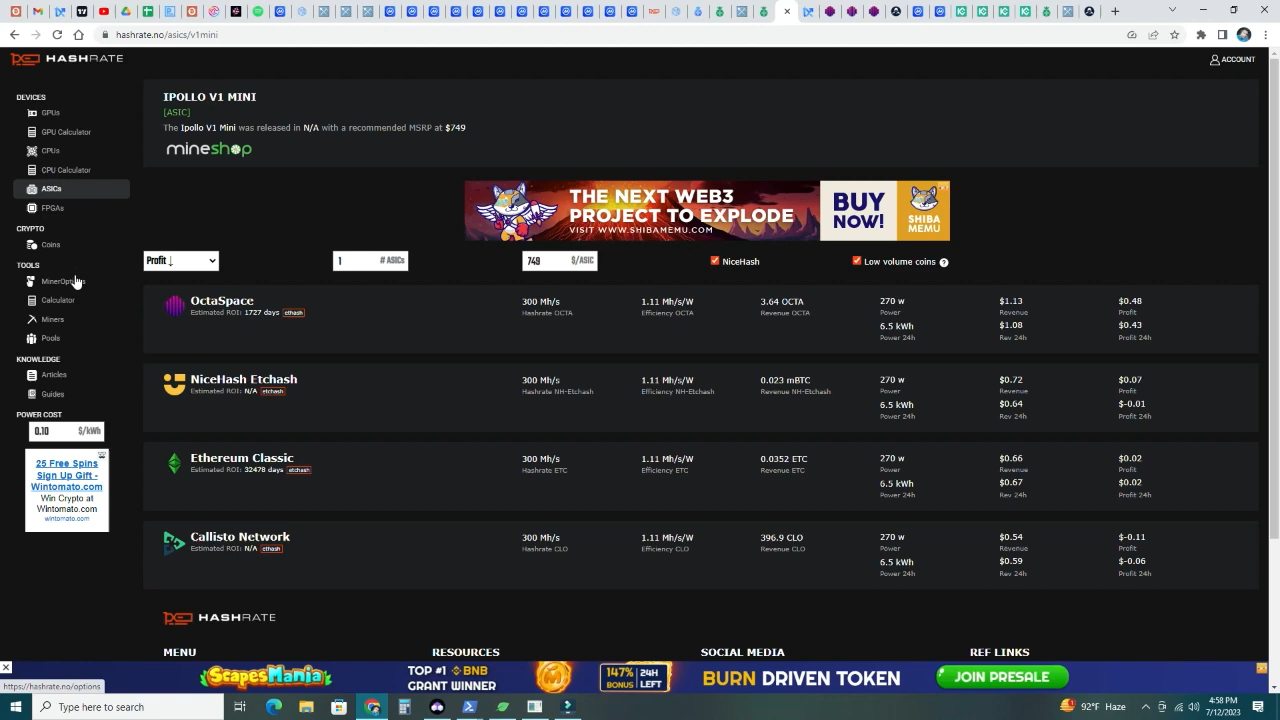 hashrate.no/asics/v1mini
HASHRATE
ACCOUNT
DEVICES
GPUs
GPU Calculator
CPUs
CPU Calculator
ASICs
FPGAs
CRYPTO
Coins
TOOLS
Calculator
Miners
Pools
KNOWLEDGE
Articles
Guides
POWER COST
0.10 $/kWh
25 Free Spins
Sign Up Gift -
Wintomato.com
Win Crypto at
Wintomato.com
wintomato.com
IPOLLO V1 MINI
[ASIC]
The Ipollo V1 Mini was released in N/A with a recommended MSRP at $749
mineshop
THE NEXT WEB3
PROJECT TO EXPLODE
VISIT WWW.SHIBAMEMU.COM
BUY
NOW!
SHIBA
MEMU
Profit ↓
1 # ASICs
749 $/ASIC
NiceHash
Low volume coins ?
OctaSpace 300 Mh/s 1.11 Mh/s/W 3.64 OCTA 270 w $1.13 $0.48
Estimated ROI: 1727 days ethash Hashrate OCTA Efficiency OCTA Revenue OCTA Power Revenue Profit
6.5 kWh $1.08 $0.43
Power 24h Rev 24h Profit 24h
NiceHash Etchash 300 Mh/s 1.11 Mh/s/W 0.023 mBTC 270 w $0.72 $0.07
Estimated ROI: N/A etchash Hashrate NH-Etchash Efficiency NH-Etchash Revenue NH-Etchash Power Revenue Profit
6.5 kWh $0.64 $-0.01
Power 24h Rev 24h Profit 24h
Ethereum Classic 300 Mh/s 1.11 Mh/s/W 0.0352 ETC 270 w $0.66 $0.02
Estimated ROI: 32478 days etchash Hashrate ETC Efficiency ETC Revenue ETC Power Revenue Profit
6.5 kWh $0.67 $0.02
Power 24h Rev 24h Profit 24h
Callisto Network 300 Mh/s 1.11 Mh/s/W 396.9 CLO 270 w $0.54 $-0.11
Estimated ROI: N/A ethash Hashrate CLO Efficiency CLO Revenue CLO Power Revenue Profit
6.5 kWh $0.59 $-0.06
Power 24h Rev 24h Profit 24h
HASHRATE
MENU RESOURCES SOCIAL MEDIA REF LINKS
ScapesMania
TOP #1 BNB
GRANT WINNER
147% BONUS
24H LEFT
BURN DRIVEN TOKEN
JOIN PRESALE
https://hashrate.no/options
Type here to search
92°F Haze
4:58 PM
7/12/2023